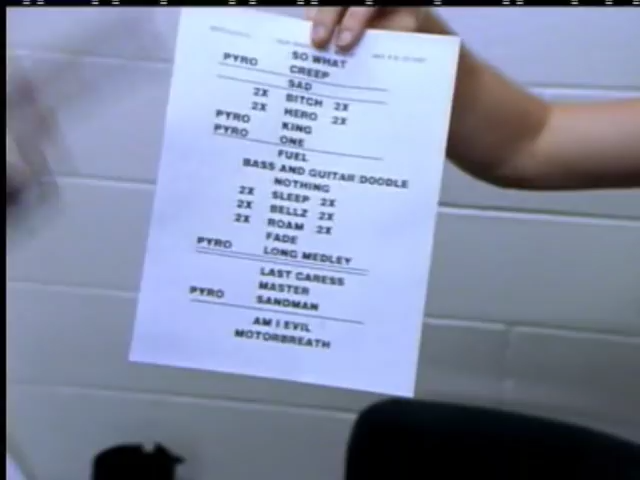 SO WHAT
PYRO CREEP
SAD
2X BITCH 2X
2X HERO 2X
PYRO KING
PYRO ONE
FUEL
BASS AND GUITAR DOODLE
NOTHING
2X SLEEP 2X
2X BELLZ 2X
2X ROAM 2X
FADE
PYRO LONG MEDLEY
LAST CARESS
MASTER
PYRO SANDMAN
AM I EVIL
MOTORBREATH